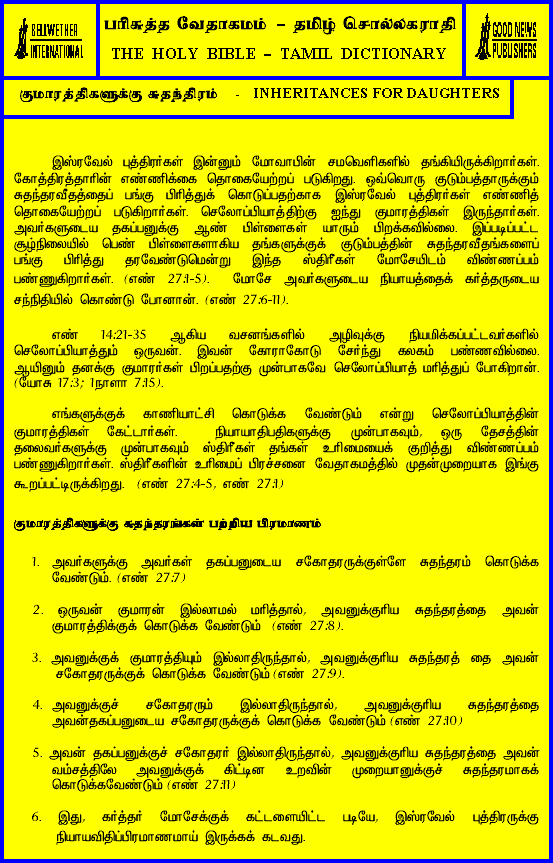 BELLWETHER
INTERNATIONAL
பரிசுத்த வேதாகமம் - தமிழ் சொல்லகராதி
THE HOLY BIBLE - TAMIL DICTIONARY
GOOD NEWS
PUBLISHERS
குமாரத்திகளுக்கு சுதந்திரம் - INHERITANCES FOR DAUGHTERS
இஸ்ரவேல் புத்திரர்கள் இன்னும் மோவாபின் சமவெளிகளில் தங்கியிருக்கிறார்கள்.
கோத்திரத்தாரின் எண்ணிக்கை தொகையேற்றப் படுகிறது. ஒவ்வொரு குடும்பத்தாருக்கும்
சுதந்தரவீதத்தைப் பங்கு பிரித்துக் கொடுப்பதற்காக இஸ்ரவேல் புத்திரர்கள் எண்ணித்
தொகையேற்றப் படுகிறார்கள். செலோப்பியாத்திற்கு ஐந்து குமாரத்திகள் இருந்தார்கள்.
அவர்களுடைய தகப்பனுக்கு ஆண் பிள்ளைகள் யாரும் பிறக்கவில்லை. இப்படிப்பட்ட
சூழ்நிலையில் பெண் பிள்ளைகளாகிய தங்களுக்குக் குடும்பத்தின் சுதந்தரவீதங்களைப்
பங்கு பிரித்து தரவேண்டுமென்று இந்த ஸ்திரீகள் மோசேயிடம் விண்ணப்பம்
பண்ணுகிறார்கள். (எண் 27:1-5). மோசே அவர்களுடைய நியாயத்தைக் கர்த்தருடைய
சந்நிதியில் கொண்டு போனான். (எண் 27:6-11).
எண் 14:21-35 ஆகிய வசனங்களில் அழிவுக்கு நியமிக்கப்பட்டவர்களில்
செலோப்பியாத்தும் ஒருவன். இவன் கோராகோடு சேர்ந்து கலகம் பண்ணவில்லை.
ஆயினும் தனக்கு குமாரர்கள் பிறப்பதற்கு முன்பாகவே செலோப்பியாத் மரித்துப் போகிறான்.
(யோசு 17:3; 1நாளா 7:15).
எங்களுக்குக் காணியாட்சி கொடுக்க வேண்டும் என்று செலோப்பியாத்தின்
குமாரத்திகள் கேட்டார்கள். நியாயாதிபதிகளுக்கு முன்பாகவும், ஒரு தேசத்தின்
தலைவர்களுக்கு முன்பாகவும் ஸ்திரீகள் தங்கள் உரிமையைக் குறித்து விண்ணப்பம்
பண்ணுகிறார்கள். ஸ்திரீகளின் உரிமைப் பிரச்சனை வேதாகமத்தில் முதன்முறையாக இங்கு
கூறப்பட்டிருக்கிறது. (எண் 27:4-5, எண் 27:1)
குமாரத்திகளுக்கு சுதந்தரங்கள் பற்றிய பிரமாணம்
1. அவர்களுக்கு அவர்கள் தகப்பனுடைய சகோதரருக்குள்ளே சுதந்தரம் கொடுக்க
வேண்டும். (எண் 27:7)
2. ஒருவன் குமாரன் இல்லாமல் மரித்தால், அவனுக்குரிய சுதந்தரத்தை அவன்
குமாரத்திக்குக் கொடுக்க வேண்டும் (எண் 27:8).
3. அவனுக்குக் குமாரத்தியும் இல்லாதிருந்தால், அவனுக்குரிய சுதந்தரத் தை அவன்
சகோதரருக்குக் கொடுக்க வேண்டும் (எண் 27:9).
4. அவனுக்குச் சகோதரரும் இல்லாதிருந்தால், அவனுக்குரிய சுதந்தரத்தை
அவன்தகப்பனுடைய சகோதரருக்குக் கொடுக்க வேண்டும் (எண் 27:10)
5. அவன் தகப்பனுக்குச் சகோதரர் இல்லாதிருந்தால், அவனுக்குரிய சுதந்தரத்தை அவன்
வம்சத்திலே அவனுக்குக் கிட்டின உறவின் முறையானுக்குச் சுதந்தரமாகக்
கொடுக்கவேண்டும் (எண் 27:11)
6. இது, கர்த்தர் மோசேக்குக் கட்டளையிட்ட படியே, இஸ்ரவேல் புத்திரருக்கு
நியாயவிதிப்பிரமாணமாய் இருக்கக் கடவது.